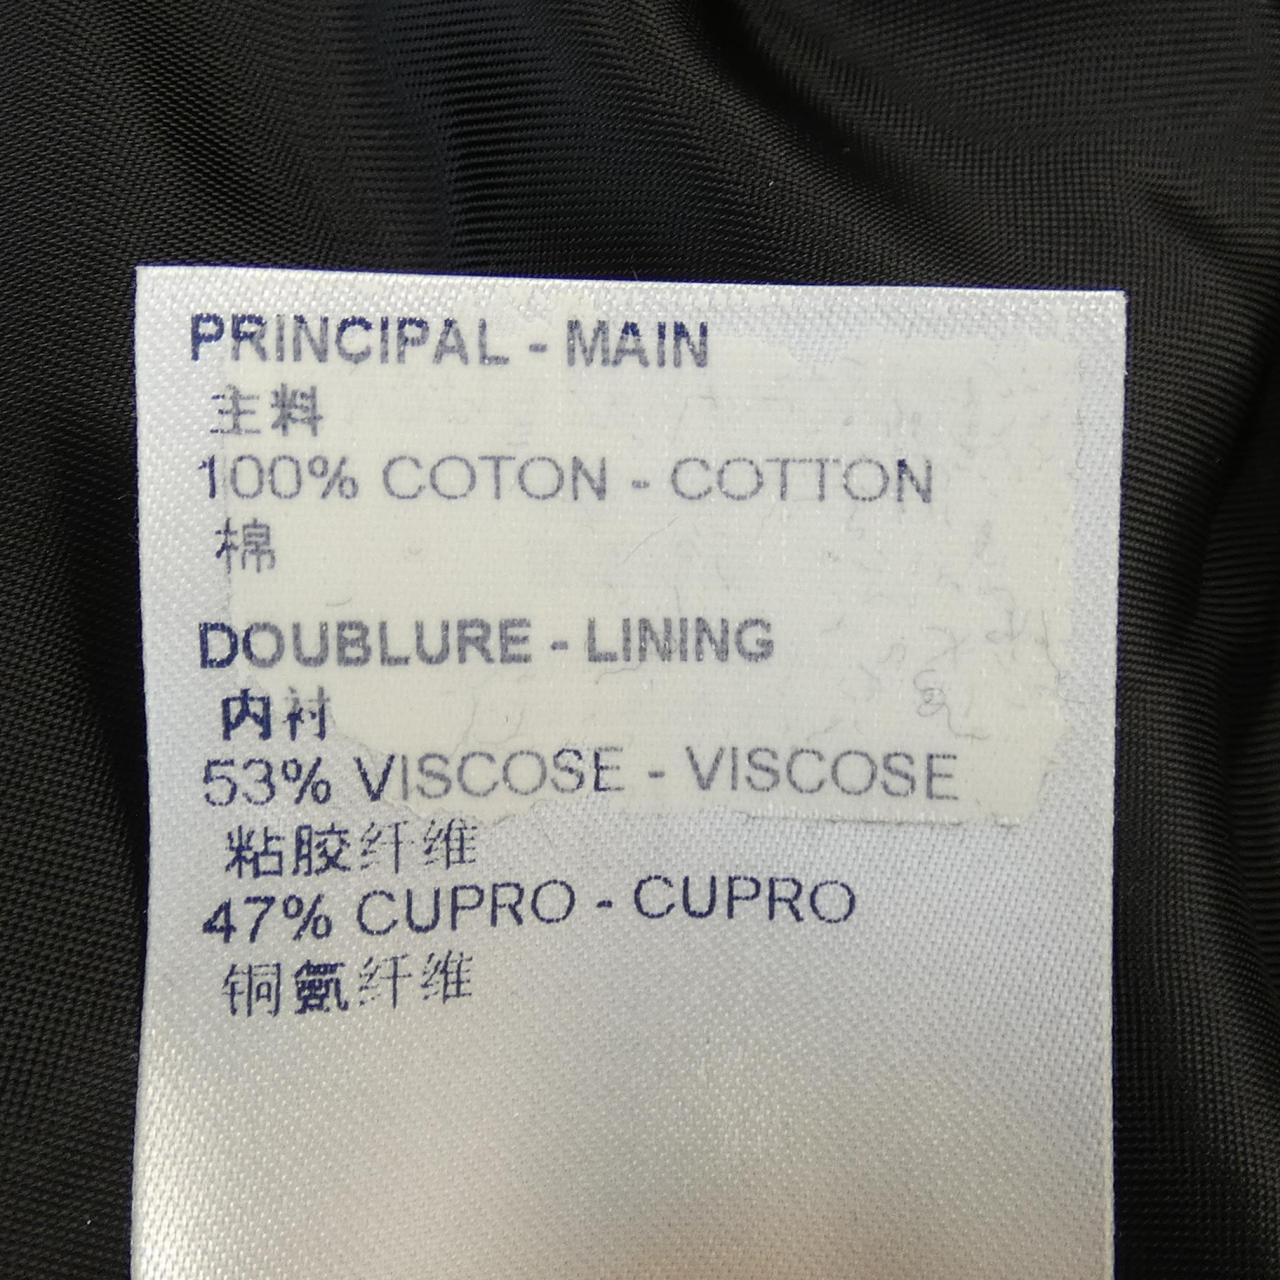 PRINCIPAL - MAIN
主料
100% COTON - COTTON
棉
DOUBLURE - LINING
内衬
53% VISCOSE - VISCOSE
粘胶纤维
47% CUPRO - CUPRO
铜氨纤维